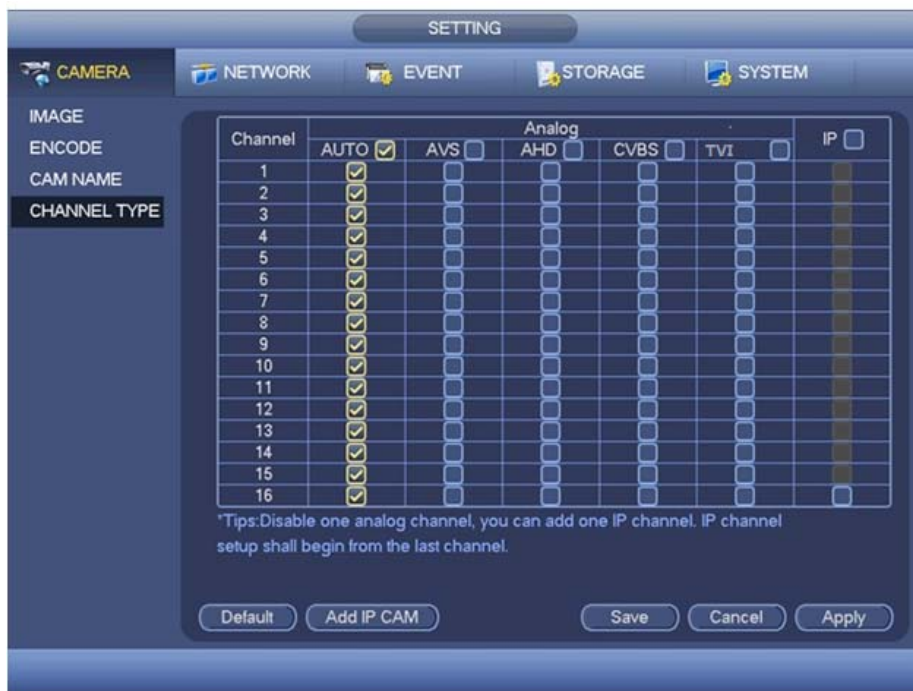 SETTING
CAMERA NETWORK EVENT STORAGE SYSTEM
IMAGE
ENCODE
CAM NAME
CHANNEL TYPE
Channel Analog IP
AUTO AVS AHD CVBS TVI
1
2
3
4
5
6
7
8
9
10
11
12
13
14
15
16
*Tips:Disable one analog channel, you can add one IP channel. IP channel
setup shall begin from the last channel.
Default Add IP CAM Save Cancel Apply